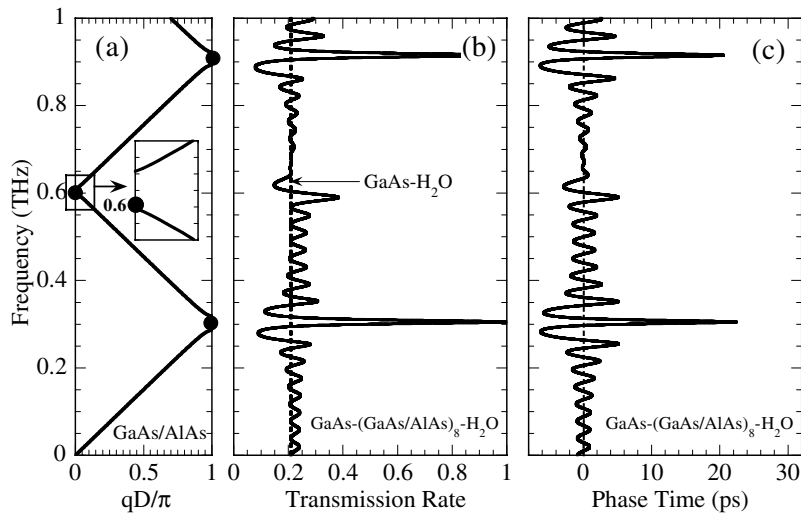 (a)
(b)
(c)
1
0.8
0.6
0.4
0.2
0
Frequency (THz)
0.6
GaAs-H₂O
GaAs/AlAs
GaAs-(GaAs/AlAs)₈-H₂O
GaAs-(GaAs/AlAs)₈-H₂O
0 0.5 1
0 0.2 0.4 0.6 0.8 1
0 10 20 30
qD/π
Transmission Rate
Phase Time (ps)